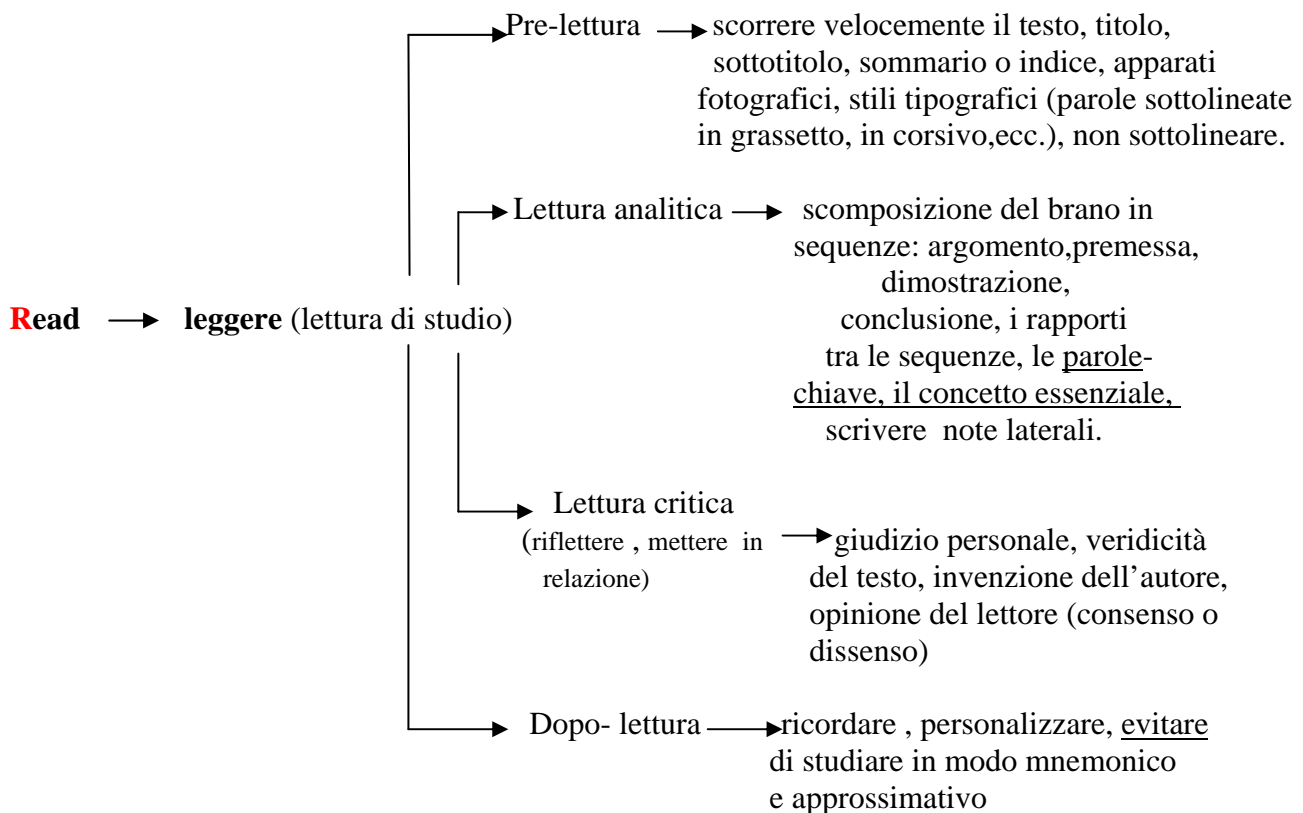 Pre-lettura scorrere velocemente il testo, titolo,
sottotitolo, sommario o indice, apparati
fotografici, stili tipografici (parole sottolineate
in grassetto, in corsivo,ecc.), non sottolineare.
Lettura analitica scomposizione del brano in
sequenze: argomento,premessa,
dimostrazione,
Read leggere (lettura di studio)
conclusione, i rapporti
tra le sequenze, le parole-
chiave, il concetto essenziale,
scrivere note laterali.
Lettura critica
(riflettere , mettere in
relazione)
giudizio personale, veridicità
del testo, invenzione dell’autore,
opinione del lettore (consenso o
dissenso)
Dopo- lettura ricordare , personalizzare, evitare
di studiare in modo mnemonico
e approssimativo